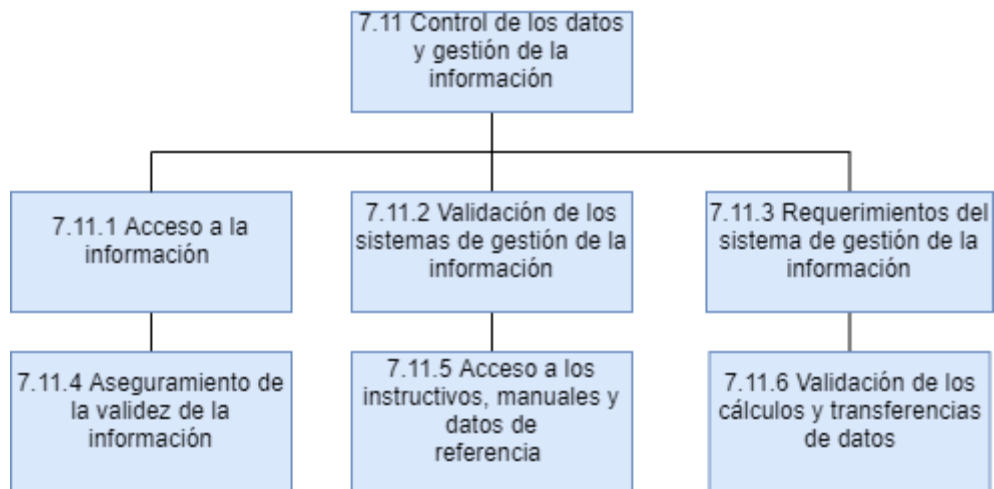 7.11 Control de los datos
y gestión de la
información
7.11.1 Acceso a la
información
7.11.2 Validación de los
sistemas de gestión de la
información
7.11.3 Requerimientos del
sistema de gestión de la
información
7.11.4 Aseguramiento de
la validez de la
información
7.11.5 Acceso a los
instructivos, manuales y
datos de
referencia
7.11.6 Validación de los
cálculos y transferencias
de datos